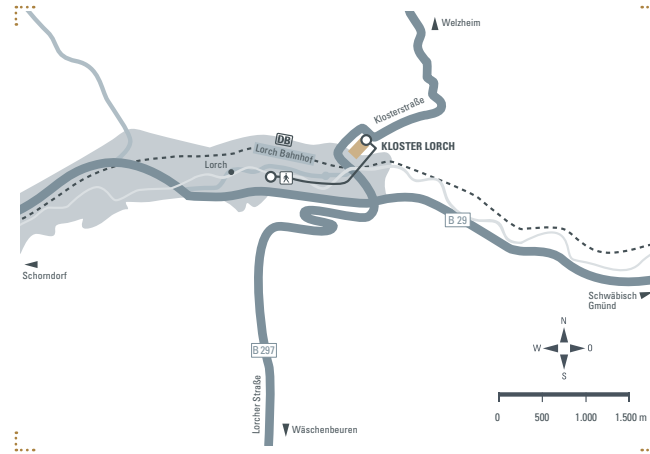 Welzheim
Klosterstraße
DB
KLOSTER LORCH
Lorch Bahnhof
Lorch
B 29
Schorndorf
Schwäbisch
Gmünd
N
W
O
S
B 297
Lorcher Straße
Wäschenbeuren
0
500
1.000
1.500 m